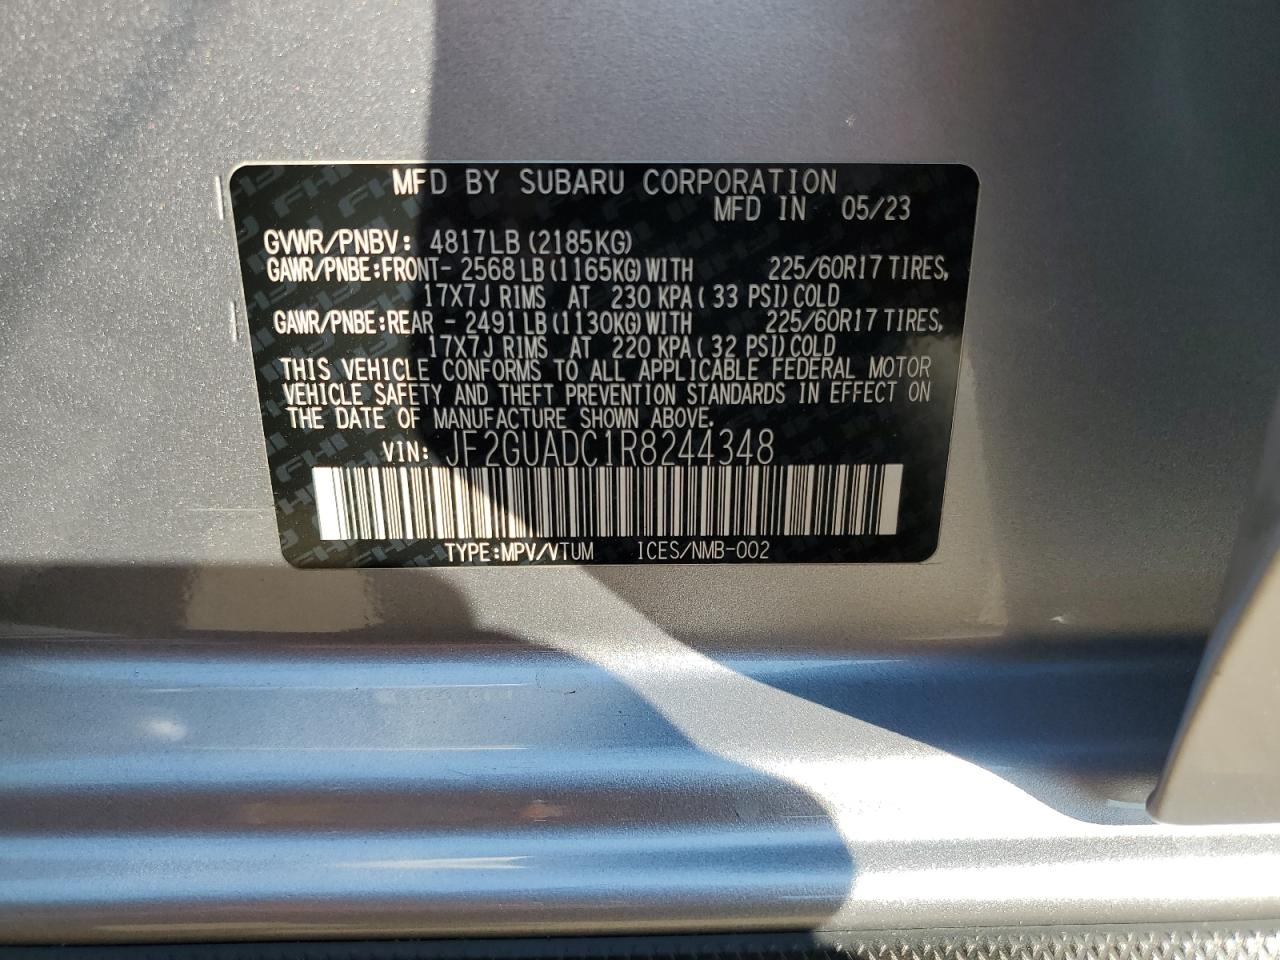 MFD BY SUBARU CORPORATION
MFD IN 05/23
GVWR/PNBV: 4817LB (2185KG)
GAWR/PNBE:FRONT- 2568 LB (1165KG) WITH 225/60R17 TIRES,
17X7J RIMS AT 230 KPA ( 33 PSI) COLD
GAWR/PNBE:REAR - 2491 LB (1130KG) WITH 225/60R17 TIRES,
17X7J RIMS AT 220 KPA ( 32 PSI) COLD
THIS VEHICLE CONFORMS TO ALL APPLICABLE FEDERAL MOTOR
VEHICLE SAFETY AND THEFT PREVENTION STANDARDS IN EFFECT ON
THE DATE OF MANUFACTURE SHOWN ABOVE.
VIN: JF2GUADC1R8244348
TYPE:MPV/VTUM ICES/NMB-002